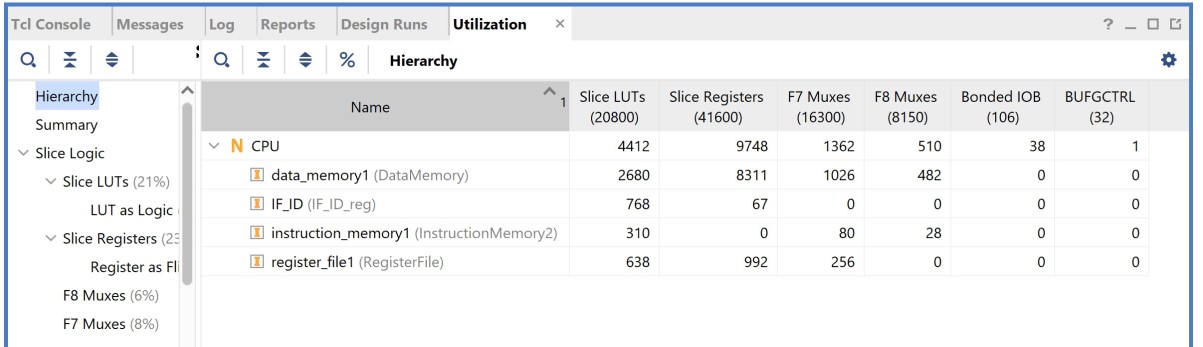 Tcl Console Messages Log Reports Design Runs Utilization × ?
Hierarchy
Hierarchy
Summary
Slice Logic
Slice LUTs (21%)
LUT as Logic
Slice Registers (23
Register as Fli
F8 Muxes (6%)
F7 Muxes (8%)
Name 1 Slice LUTs (20800) Slice Registers (41600) F7 Muxes (16300) F8 Muxes (8150) Bonded IOB (106) BUFGCTRL (32)
N CPU 4412 9748 1362 510 38 1
data_memory1 (DataMemory) 2680 8311 1026 482 0 0
IF_ID (IF_ID_reg) 768 67 0 0 0 0
instruction_memory1 (InstructionMemory2) 310 0 80 28 0 0
register_file1 (RegisterFile) 638 992 256 0 0 0